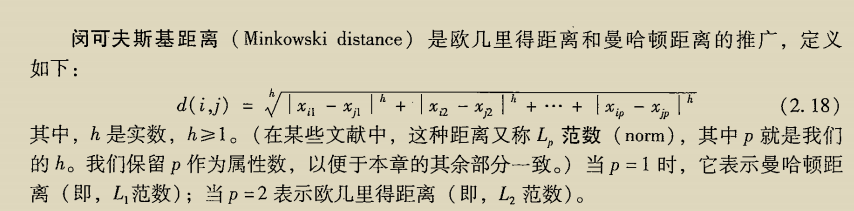 闵可夫斯基距离（Minkowski distance）是欧几里得距离和曼哈顿距离的推广，定义
如下：
d(i,j) = \sqrt[h]{|x_{i1} - x_{j1}|^h + |x_{i2} - x_{j2}|^h + ⋯ + |x_{ip} - x_{jp}|^h} (2.18)
其中，h 是实数，h≥1。（在某些文献中，这种距离又称 L_p 范数（norm），其中 p 就是我们
的 h。我们保留 p 作为属性数，以便于本章的其余部分一致。）当 p = 1 时，它表示曼哈顿距
离（即，L_1范数）；当 p = 2 表示欧几里得距离（即，L_2 范数）。